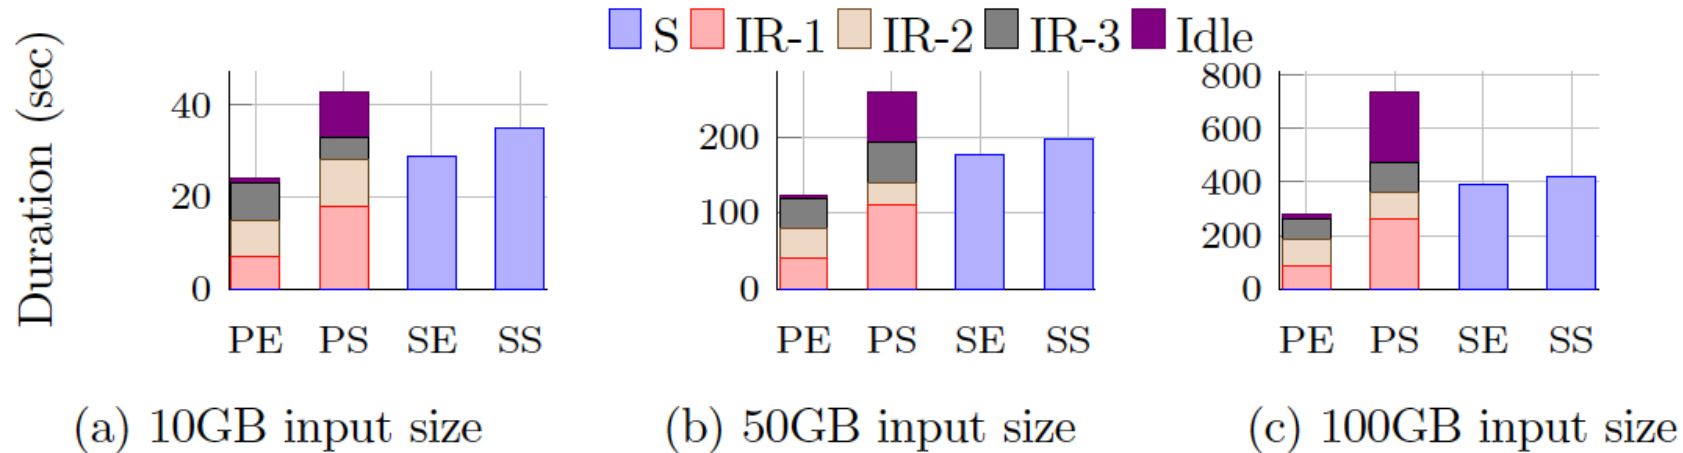 S IR-1 IR-2 IR-3 Idle
Duration (sec)
40
20
0
PE PS SE SS
(a) 10GB input size
200
100
0
PE PS SE SS
(b) 50GB input size
800
600
400
200
0
PE PS SE SS
(c) 100GB input size